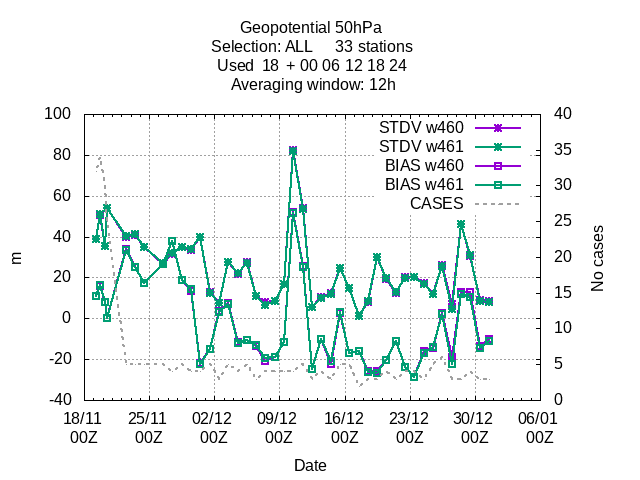 Geopotential 50hPa
Selection: ALL 33 stations
Used 18 + 00 06 12 18 24
Averaging window: 12h
STDV w460
STDV w461
BIAS w460
BIAS w461
CASES
100
80
60
40
20
0
-20
-40
m
40
35
30
25
20
15
10
5
0
No cases
18/11 25/11 02/12 09/12 16/12 23/12 30/12 06/01
00Z 00Z 00Z 00Z 00Z 00Z 00Z 00Z
Date